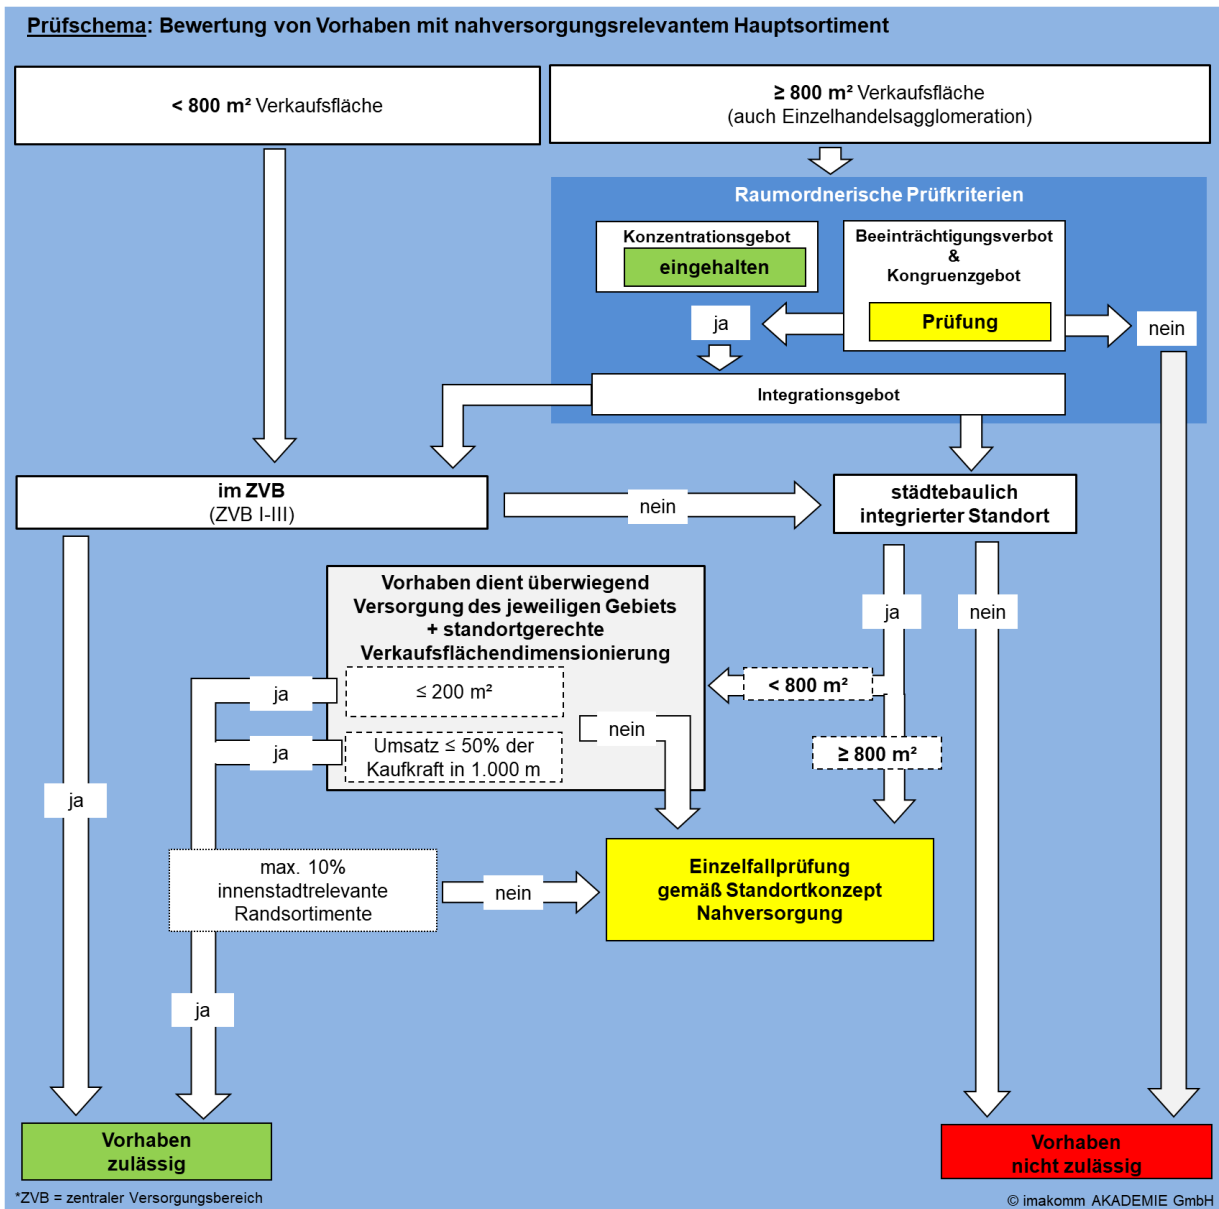 Prüfschema: Bewertung von Vorhaben mit nahversorgungsrelevantem Hauptsortiment
< 800 m² Verkaufsfläche
≥ 800 m² Verkaufsfläche
(auch Einzelhandelsagglomeration)
Raumordnerische Prüfkriterien
Konzentrationsgebot
eingehalten
Beeinträchtigungsverbot
&
Kongruenzgebot
Prüfung
ja
nein
Integrationsgebot
im ZVB
(ZVB I-III)
nein
städtebaulich
integrierter Standort
Vorhaben dient überwiegend
Versorgung des jeweiligen Gebiets
+ standortgerechte
Verkaufsflächendimensionierung
ja
nein
ja
≤ 200 m²
< 800 m²
nein
ja
Umsatz ≤ 50% der
Kaufkraft in 1.000 m
≥ 800 m²
ja
max. 10%
innenstadtrelevante
Randsortimente
nein
Einzelfallprüfung
gemäß Standortkonzept
Nahversorgung
ja
Vorhaben
zulässig
Vorhaben
nicht zulässig
*ZVB = zentraler Versorgungsbereich
© imakomm AKADEMIE GmbH